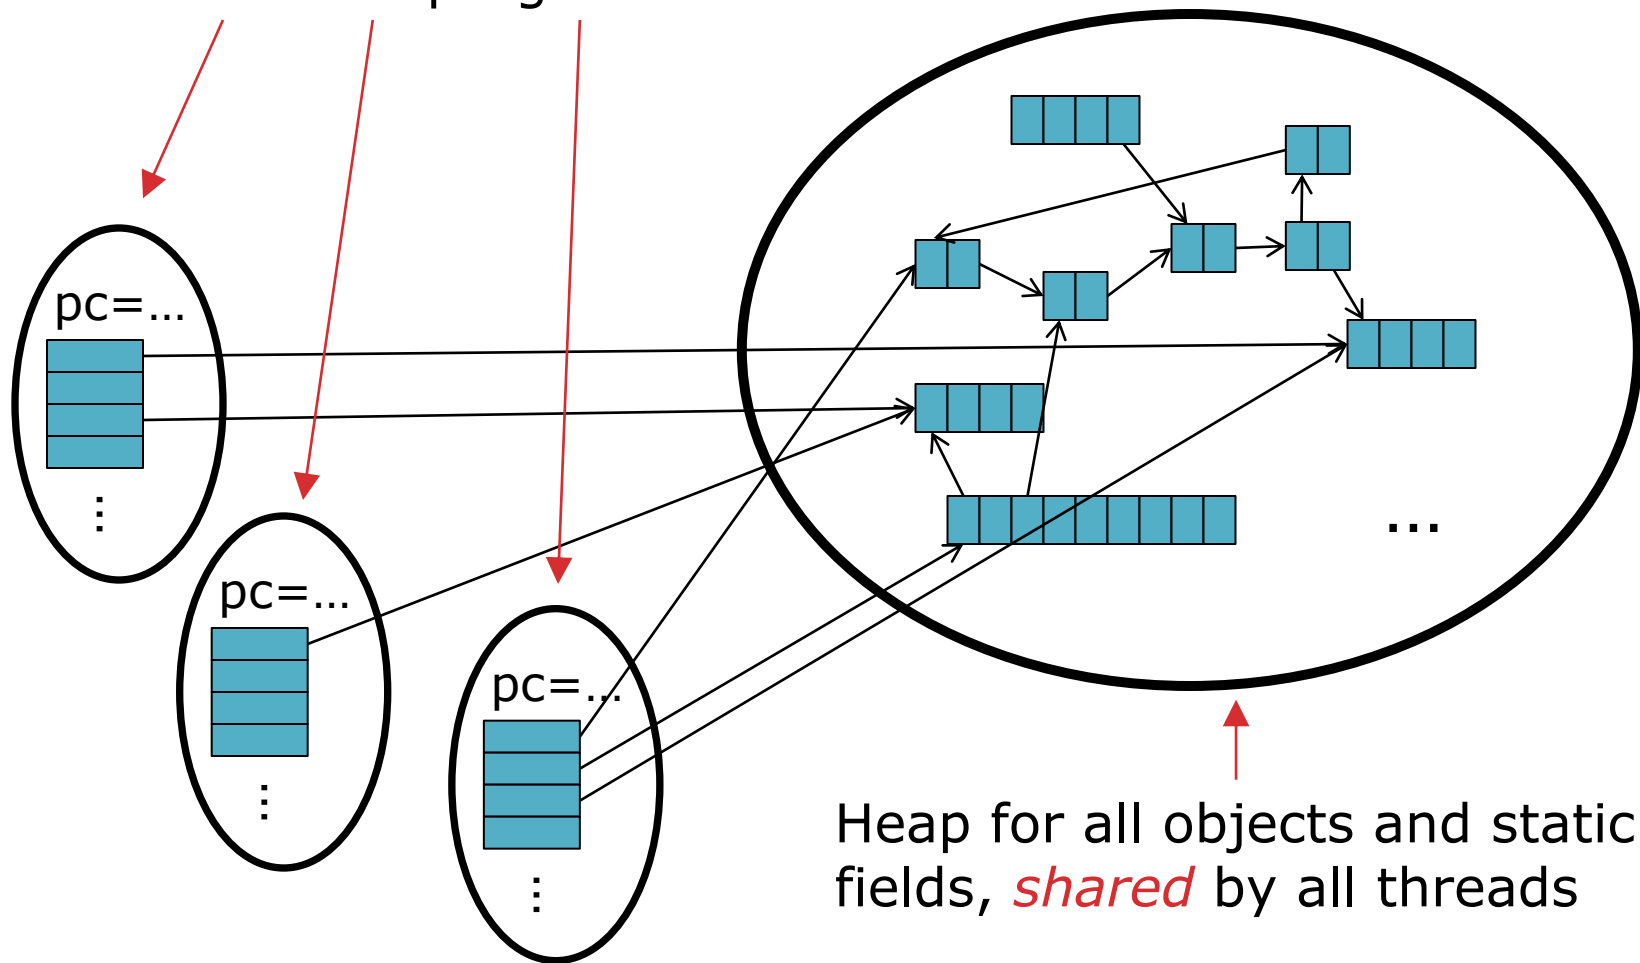 pc=...
pc=...
pc=...
...
Heap for all objects and static
fields, shared by all threads